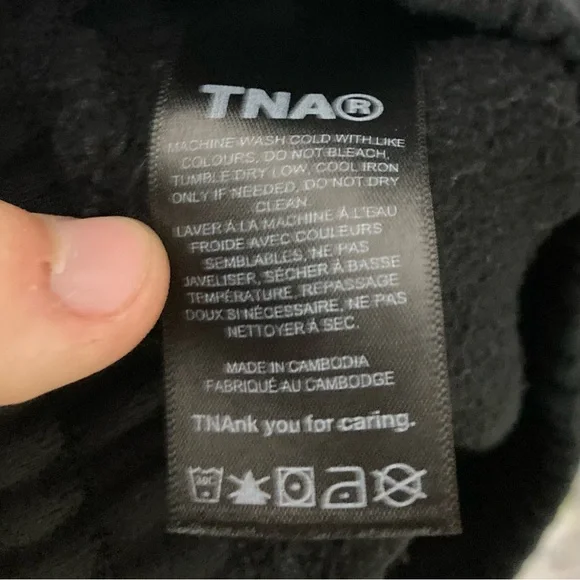 TNA®
MACHINE WASH COLD WITH LIKE
COLOURS, DO NOT BLEACH,
TUMBLE DRY LOW, COOL IRON
ONLY IF NEEDED, DO NOT DRY
CLEAN.
LAVER À LA MACHINE À L'EAU
FROIDE AVEC COULEURS
SEMBLABLES, NE PAS
JAVELISER, SÉCHER À BASSE
TEMPÉRATURE, REPASSAGE
DOUX SI NÉCESSAIRE, NE PAS
NETTOYER À SEC.
MADE IN CAMBODIA
FABRIQUÉ AU CAMBODGE
TNAnk you for caring.
30C